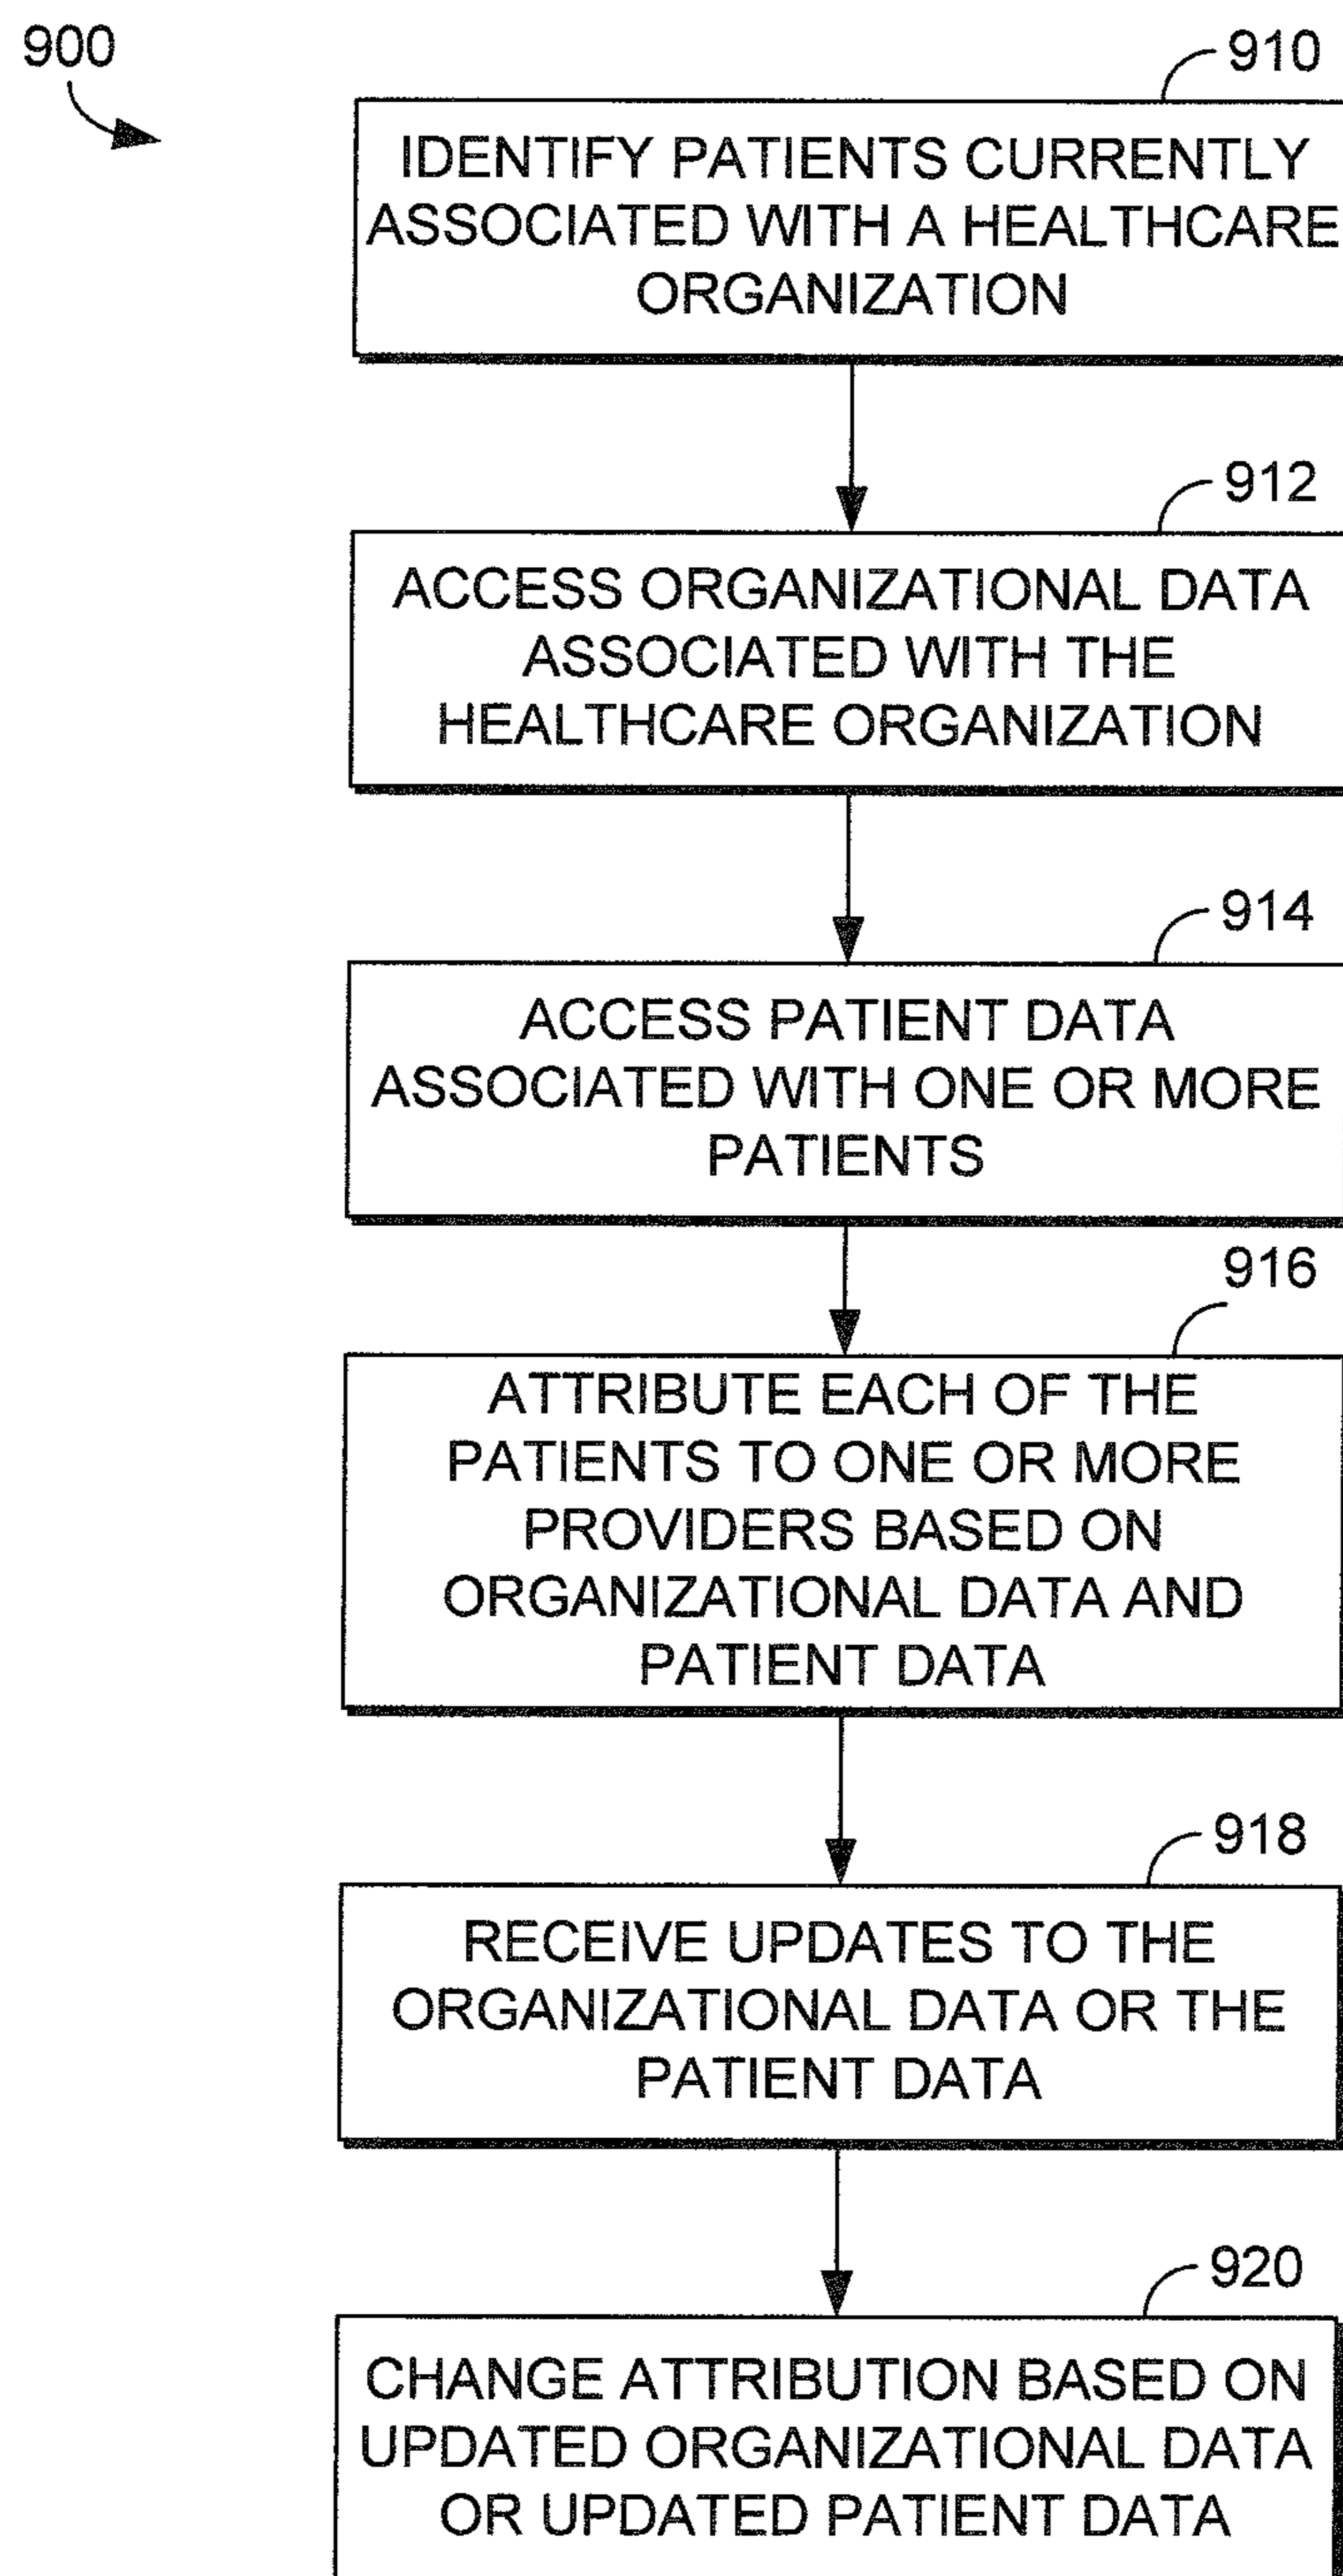 900
910
IDENTIFY PATIENTS CURRENTLY
ASSOCIATED WITH A HEALTHCARE
ORGANIZATION
912
ACCESS ORGANIZATIONAL DATA
ASSOCIATED WITH THE
HEALTHCARE ORGANIZATION
914
ACCESS PATIENT DATA
ASSOCIATED WITH ONE OR MORE
PATIENTS
916
ATTRIBUTE EACH OF THE
PATIENTS TO ONE OR MORE
PROVIDERS BASED ON
ORGANIZATIONAL DATA AND
PATIENT DATA
918
RECEIVE UPDATES TO THE
ORGANIZATIONAL DATA OR THE
PATIENT DATA
920
CHANGE ATTRIBUTION BASED ON
UPDATED ORGANIZATIONAL DATA
OR UPDATED PATIENT DATA